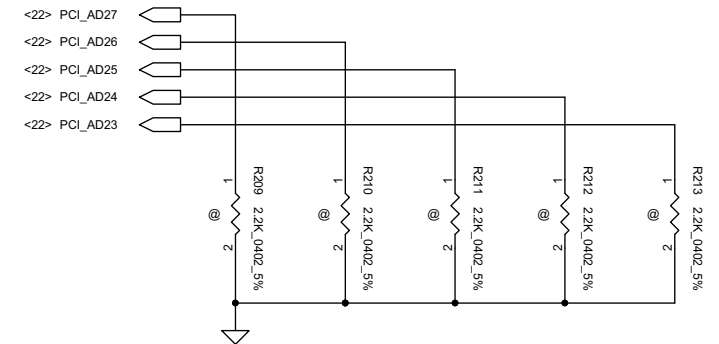 <22> PCI_AD27
<22> PCI_AD26
<22> PCI_AD25
<22> PCI_AD24
<22> PCI_AD23
1 @ 2 R209 2.2K_0402_5%
1 @ 2 R210 2.2K_0402_5%
1 @ 2 R211 2.2K_0402_5%
1 @ 2 R212 2.2K_0402_5%
1 @ 2 R213 2.2K_0402_5%